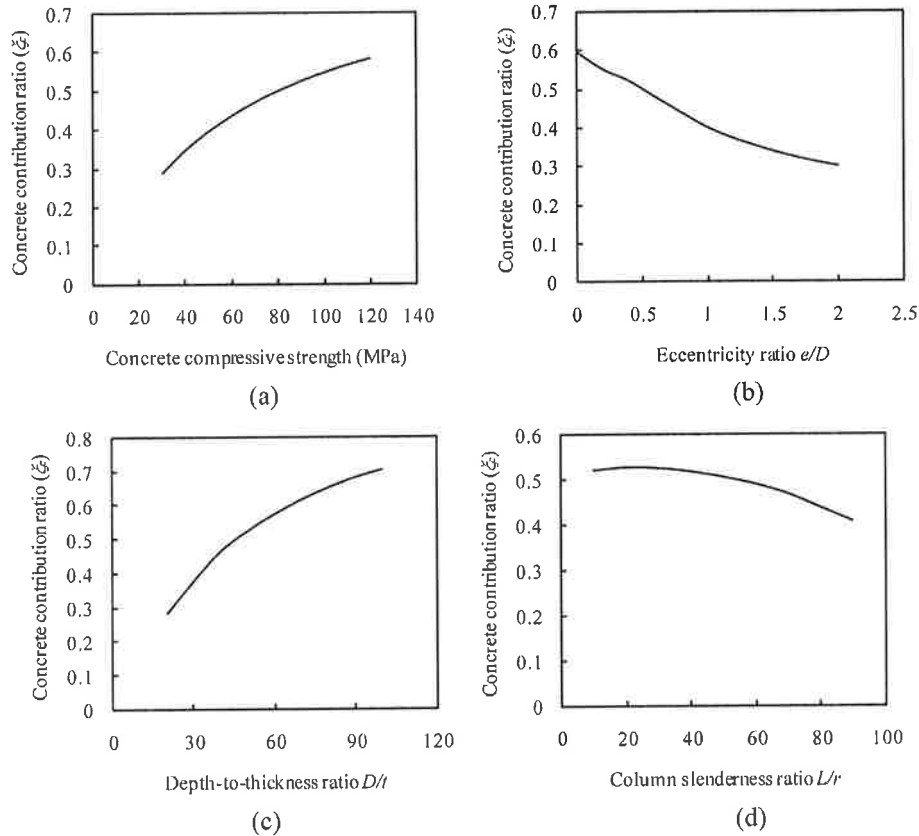 Concrete contribution ratio (ξc)
0.7
0.6
0.5
0.4
0.3
0.2
0.1
0
0 20 40 60 80 100 120 140
Concrete compressive strength (MPa)
(a)
Concrete contribution ratio (ξc)
0.7
0.6
0.5
0.4
0.3
0.2
0.1
0
0 0.5 1 1.5 2 2.5
Eccentricity ratio e/D
(b)
Concrete contribution ratio (ξc)
0.8
0.7
0.6
0.5
0.4
0.3
0.2
0.1
0
0 30 60 90 120
Depth-to-thickness ratio D/t
(c)
Concrete contribution ratio (ξc)
0.6
0.5
0.4
0.3
0.2
0.1
0
0 20 40 60 80 100
Column slenderness ratio L/r
(d)